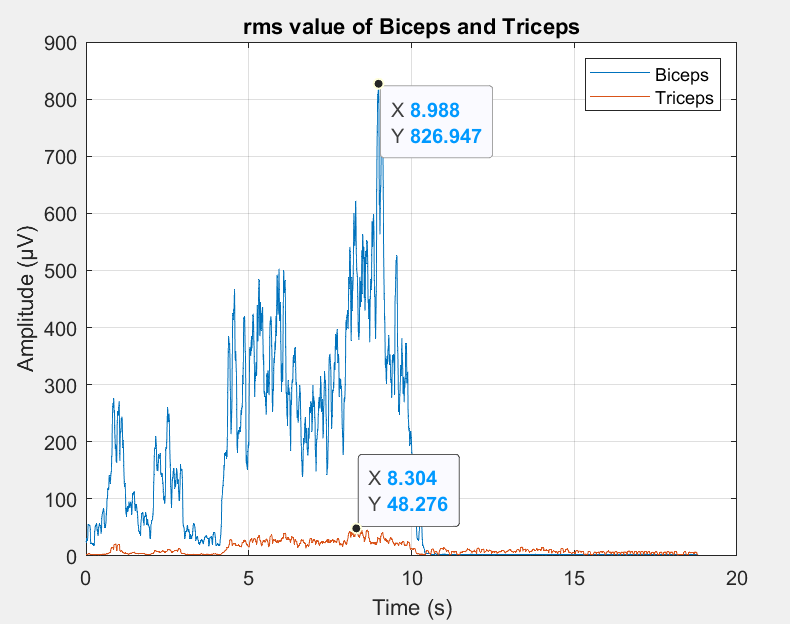 rms value of Biceps and Triceps
Amplitude (µV)
900
800
700
600
500
400
300
200
100
0
Biceps
Triceps
X 8.988
Y 826.947
X 8.304
Y 48.276
0 5 10 15 20
Time (s)